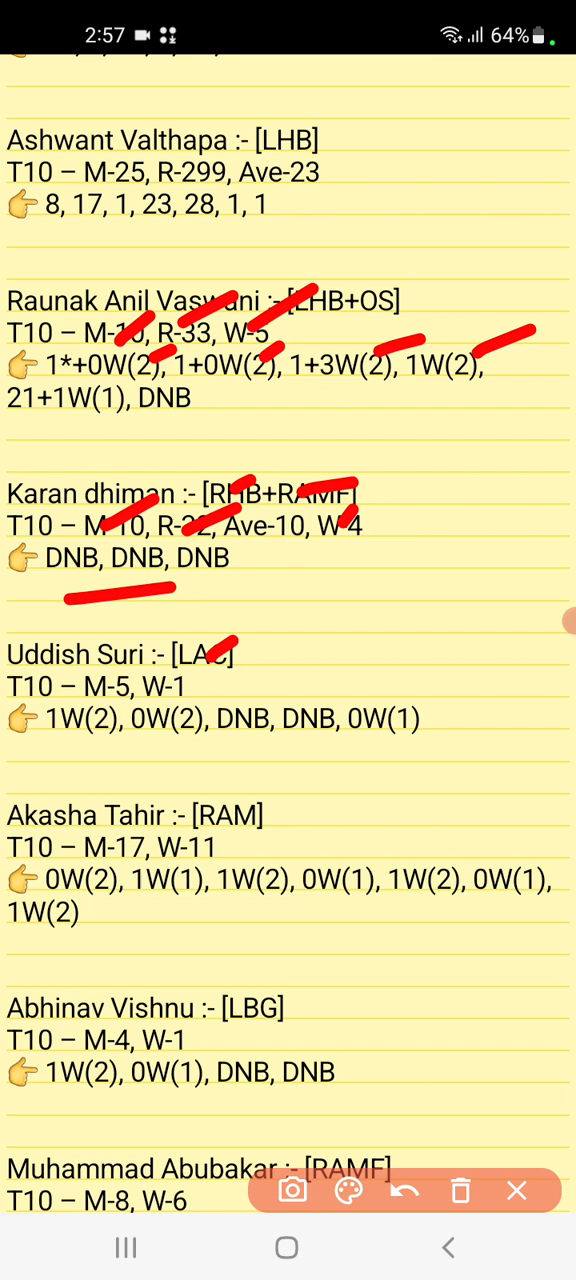 2:57
64%
Ashwant Valthapa :- [LHB]
T10 – M-25, R-299, Ave-23
👉 8, 17, 1, 23, 28, 1, 1
Raunak Anil Vaswani :- [LHB+OS]
T10 – M-10, R-33, W-5
👉 1*+0W(2), 1+0W(2), 1+3W(2), 1W(2),
21+1W(1), DNB
Karan dhiman :- [RHB+RAMF]
T10 – M-10, R-22, Ave-10, W-4
👉 DNB, DNB, DNB
Uddish Suri :- [LAC]
T10 – M-5, W-1
👉 1W(2), 0W(2), DNB, DNB, 0W(1)
Akasha Tahir :- [RAM]
T10 – M-17, W-11
👉 0W(2), 1W(1), 1W(2), 0W(1), 1W(2), 0W(1),
1W(2)
Abhinav Vishnu :- [LBG]
T10 – M-4, W-1
👉 1W(2), 0W(1), DNB, DNB
Muhammad Abubakar :- [RAMF]
T10 – M-8, W-6